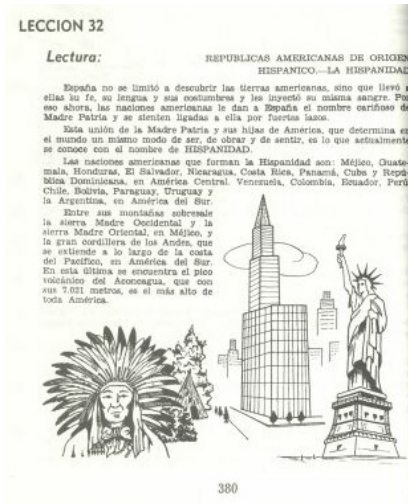 LECCION 32
Lectura: REPUBLICAS AMERICANAS DE ORIGEN
HISPANICO.—LA HISPANIDAD
España no se limitó a descubrir las tierras americanas, sino que llevó a
ellas su fe, su lengua y sus costumbres y les inyectó su misma sangre. Por
eso ahora, las naciones americanas le dan a España el nombre cariñoso de
Madre Patria y se sienten ligadas a ella por fuertes lazos.
Esta unión de la Madre Patria y sus hijas de América, que determina en
el mundo un mismo modo de ser, de obrar y de sentir, es lo que actualmente
se conoce con el nombre de HISPANIDAD.
Las naciones americanas que forman la Hispanidad son: Méjico, Guate-
mala, Honduras, El Salvador, Nicaragua, Costa Rica, Panamá, Cuba y Repú-
blica Dominicana, en América Central. Venezuela, Colombia, Ecuador, Perú
Chile, Bolivia, Paraguay, Uruguay y
la Argentina, en América del Sur.
Entre sus montañas sobresale
la sierra Madre Occidental y la
sierra Madre Oriental, en Méjico, y
la gran cordillera de los Andes, que
se extiende a lo largo de la costa
del Pacífico, en América del Sur.
En esta última se encuentra el pico
volcánico del Aconcagua, que con
sus 7.021 metros, es el más alto de
toda América.
380